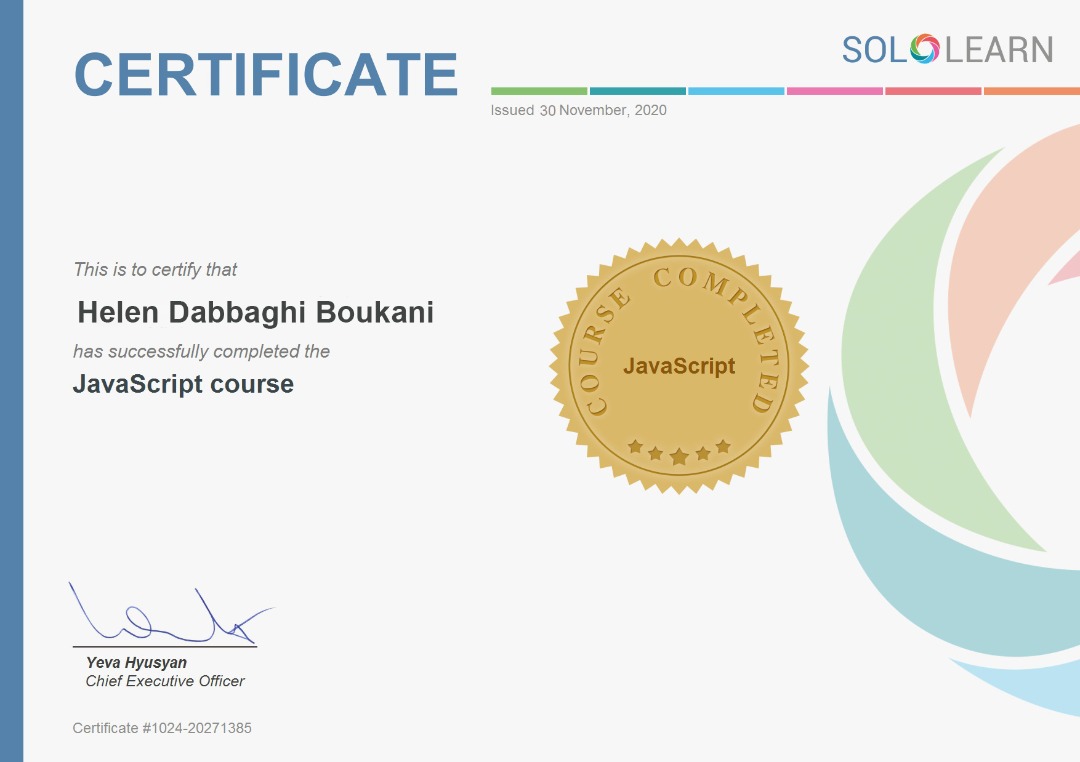 CERTIFICATE
SOLOLEARN
Issued 30 November, 2020
This is to certify that
Helen Dabbaghi Boukani
has successfully completed the
JavaScript course
COURSE COMPLETED
JavaScript
Yeva Hyusyan
Chief Executive Officer
Certificate #1024-20271385